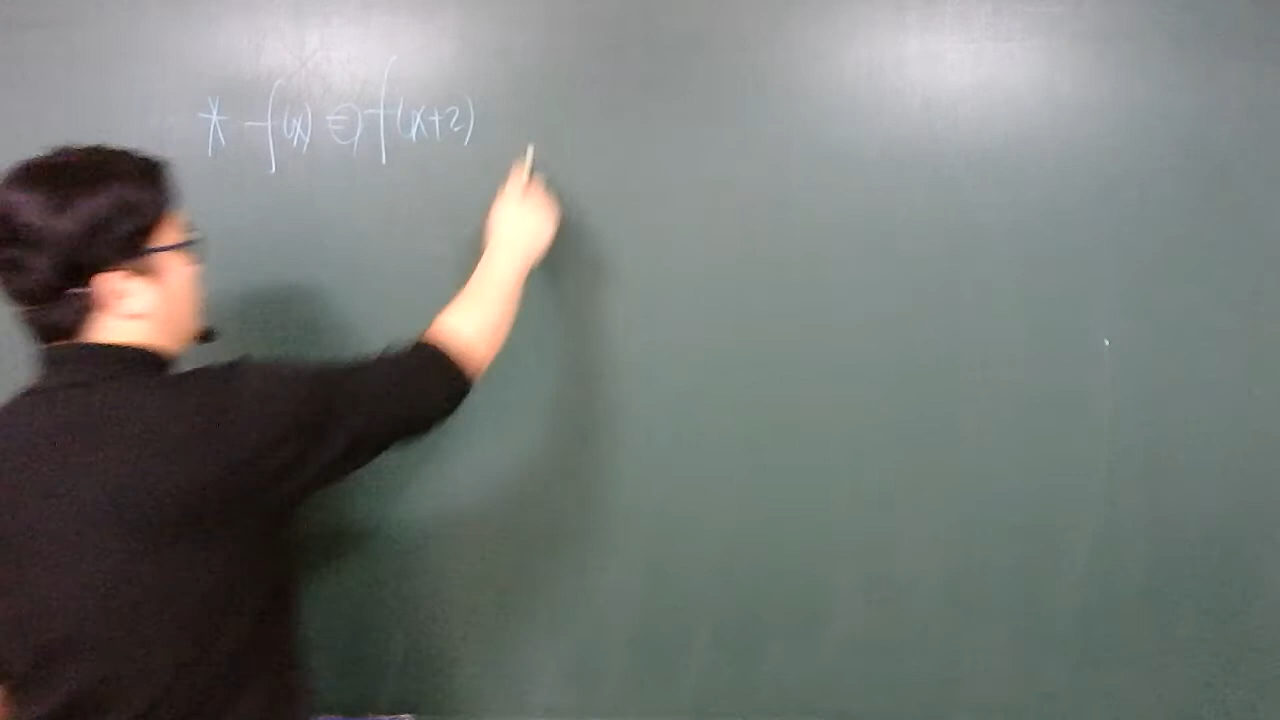 * f(x) = f(x+2)